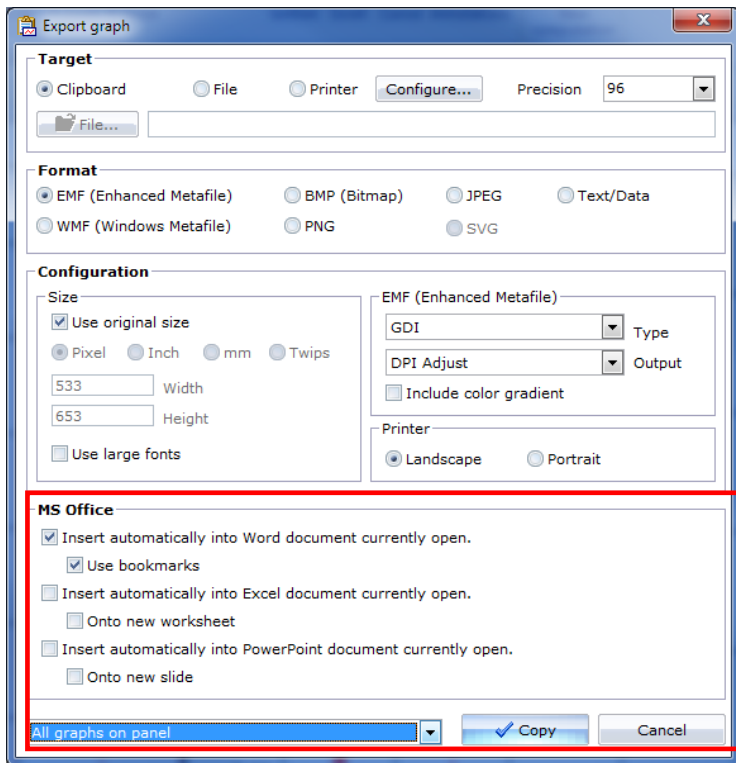 Export graph
Target
Clipboard File Printer Configure... Precision 96
File...
Format
EMF (Enhanced Metafile) BMP (Bitmap) JPEG Text/Data
WMF (Windows Metafile) PNG SVG
Configuration
Size
Use original size
Pixel Inch mm Twips
533 Width
653 Height
Use large fonts
EMF (Enhanced Metafile)
GDI Type
DPI Adjust Output
Include color gradient
Printer
Landscape Portrait
MS Office
Insert automatically into Word document currently open.
Use bookmarks
Insert automatically into Excel document currently open.
Onto new worksheet
Insert automatically into PowerPoint document currently open.
Onto new slide
All graphs on panel Copy Cancel